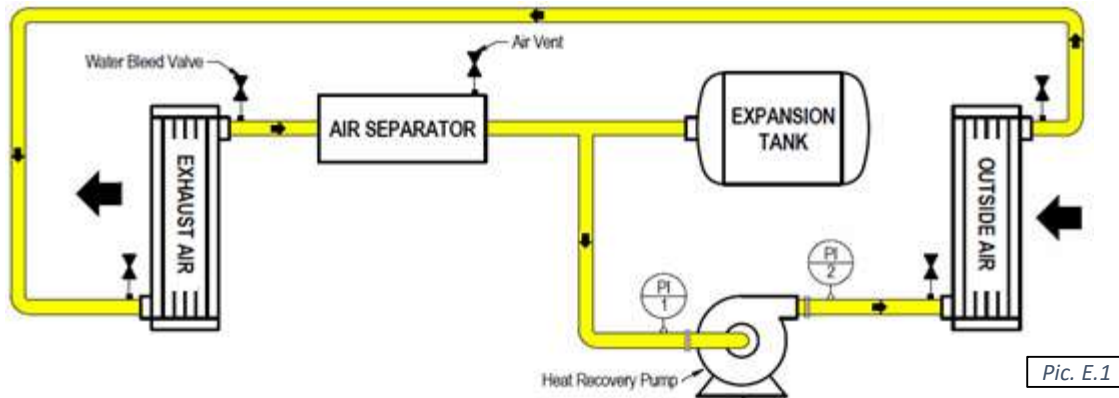 Air Vent
Water Bleed Valve
AIR SEPARATOR
EXPANSION
TANK
EXHAUST AIR
OUTSIDE AIR
PI
1
PI
2
Heat Recovery Pump
Pic. E.1